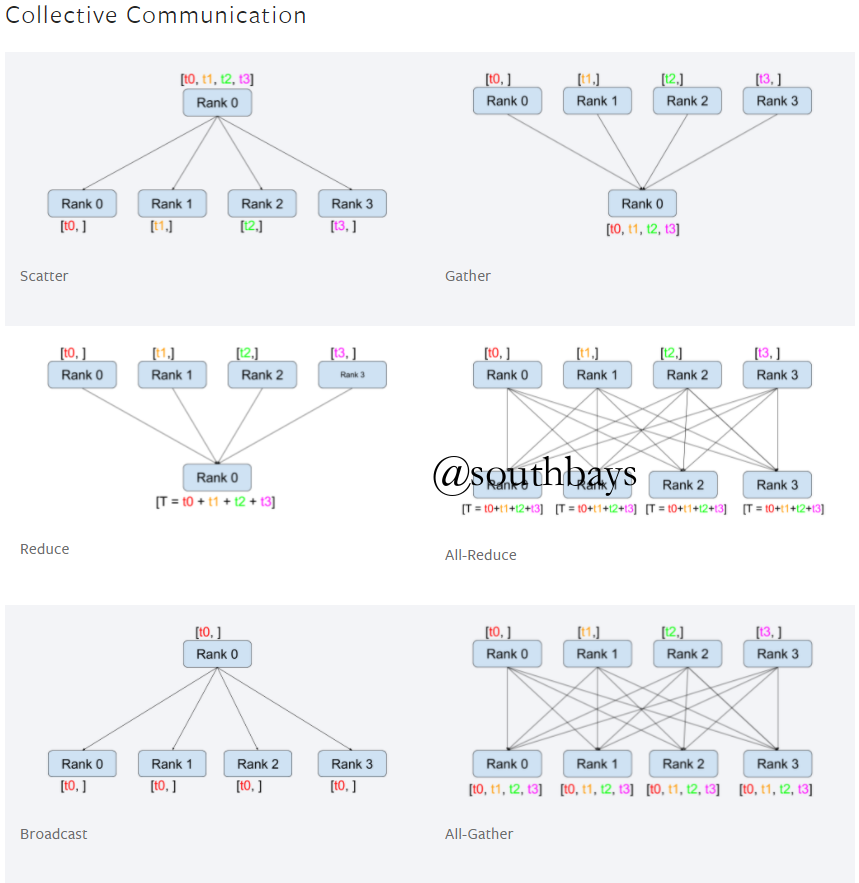 Collective Communication
[t0, t1, t2, t3]
Rank 0
Rank 0 Rank 1 Rank 2 Rank 3
[t0, ] [t1,] [t2,] [t3, ]
Scatter
[t0, ] [t1,] [t2,] [t3, ]
Rank 0 Rank 1 Rank 2 Rank 3
Rank 0
[t0, t1, t2, t3]
Gather
[t0, ] [t1,] [t2,] [t3, ]
Rank 0 Rank 1 Rank 2 Rank 3
Rank 0
[T = t0 + t1 + t2 + t3]
Reduce
[t0, ] [t1,] [t2,] [t3, ]
Rank 0 Rank 1 Rank 2 Rank 3
@southbays
Rank 0 Rank 1 Rank 2 Rank 3
[T = t0+t1+t2+t3] [T = t0+t1+t2+t3] [T = t0+t1+t2+t3] [T = t0+t1+t2+t3]
All-Reduce
[t0, ]
Rank 0
Rank 0 Rank 1 Rank 2 Rank 3
[t0, ] [t0, ] [t0, ] [t0, ]
Broadcast
[t0, ] [t1,] [t2,] [t3, ]
Rank 0 Rank 1 Rank 2 Rank 3
Rank 0 Rank 1 Rank 2 Rank 3
[t0, t1, t2, t3] [t0, t1, t2, t3] [t0, t1, t2, t3] [t0, t1, t2, t3]
All-Gather